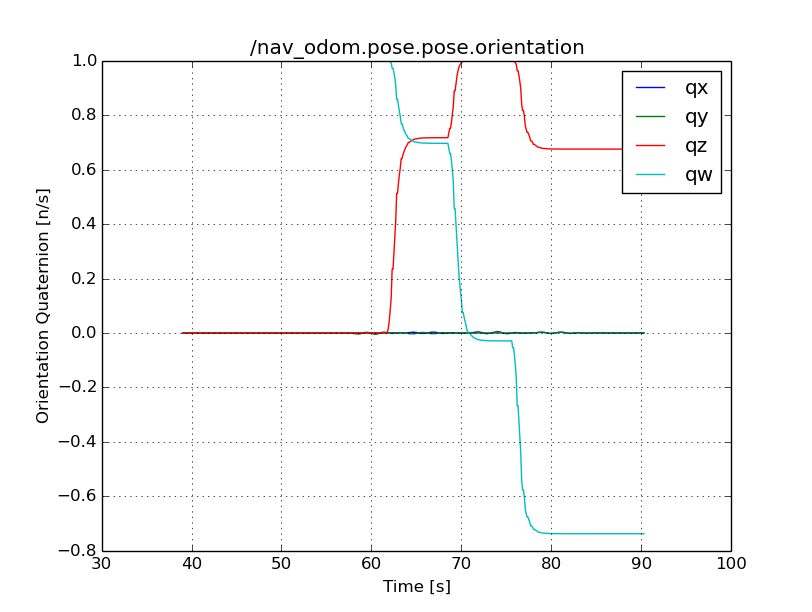 /nav_odom.pose.pose.orientation
1.0
0.8
0.6
0.4
0.2
0.0
−0.2
−0.4
−0.6
−0.8
Orientation Quaternion [n/s]
qx
qy
qz
qw
30 40 50 60 70 80 90 100
Time [s]